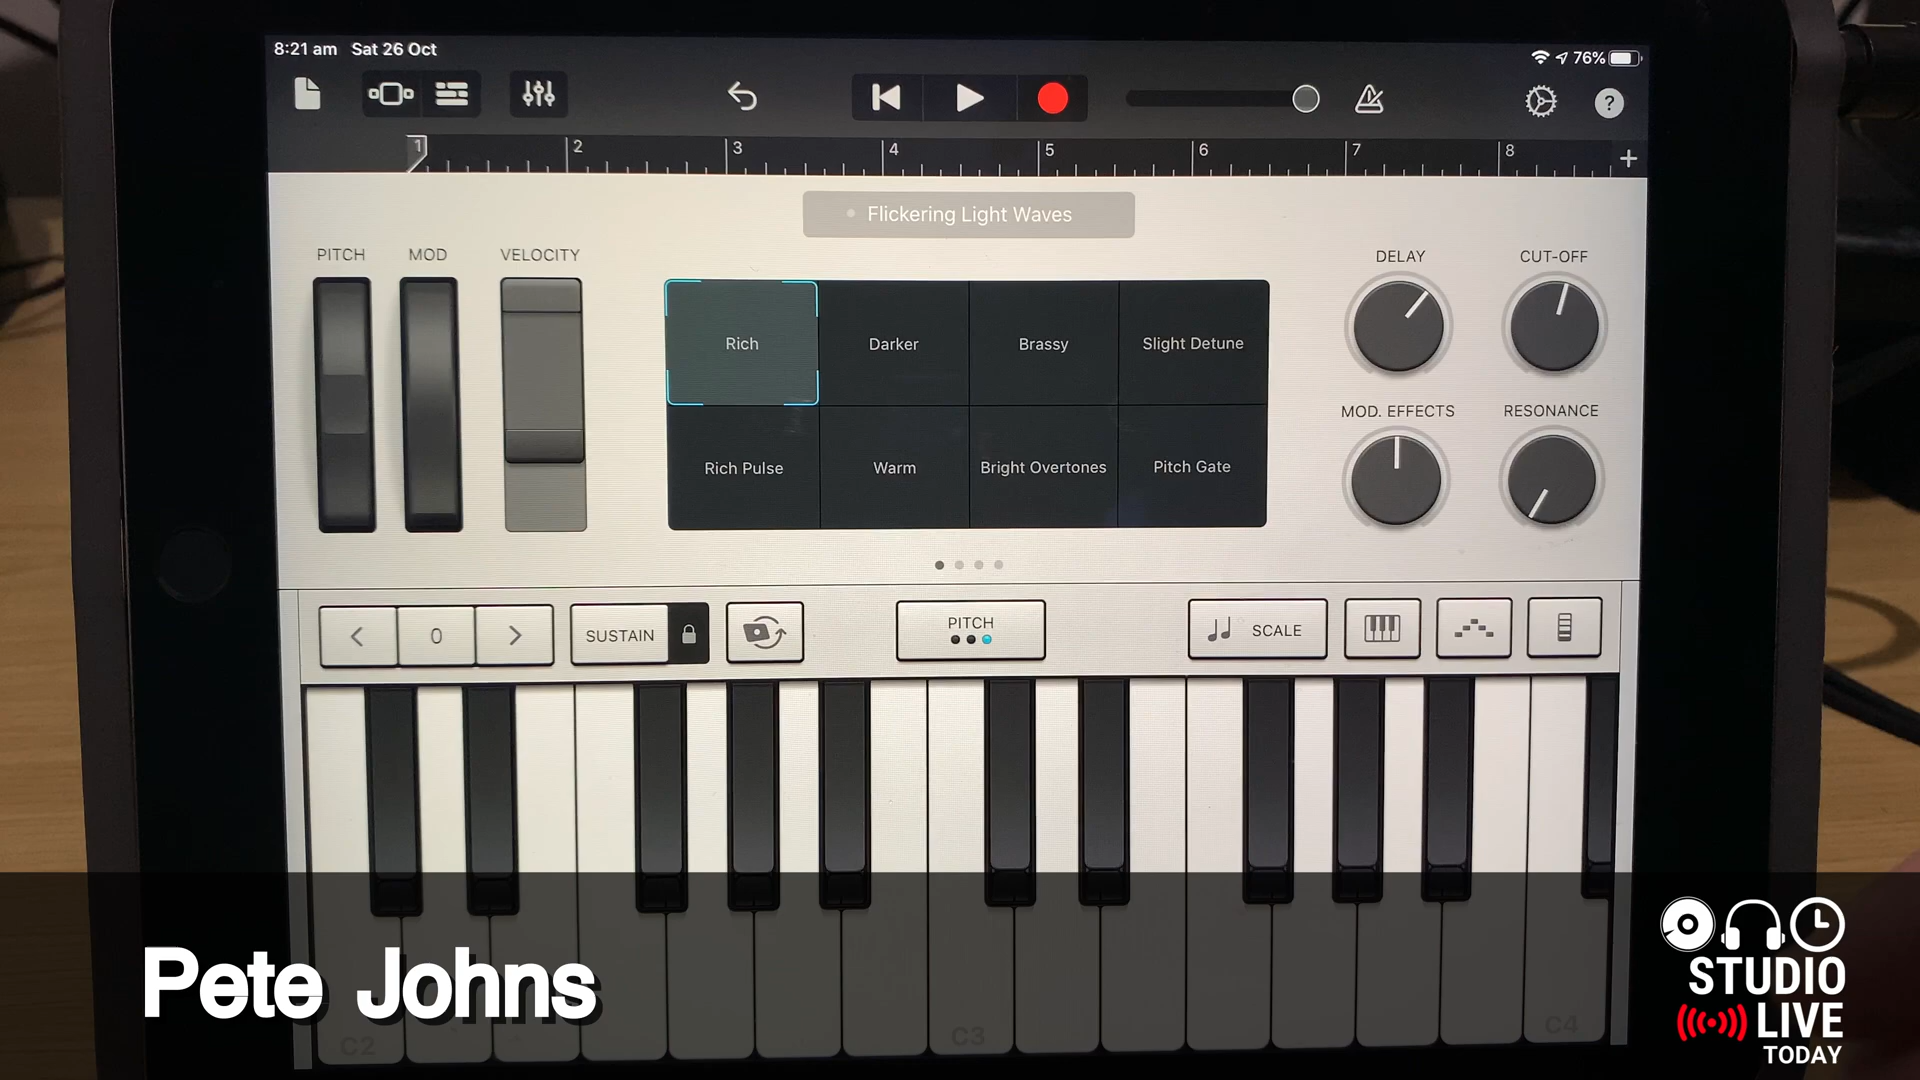 8:21 am Sat 26 Oct
76%
1 2 3 4 5 6 7 8 +
?
Flickering Light Waves
PITCH MOD VELOCITY
DELAY CUT-OFF
Rich Darker Brassy Slight Detune
MOD. EFFECTS RESONANCE
Rich Pulse Warm Bright Overtones Pitch Gate
< 0 > SUSTAIN PITCH SCALE
C2 C3 C4
Pete Johns
STUDIO
LIVE
TODAY